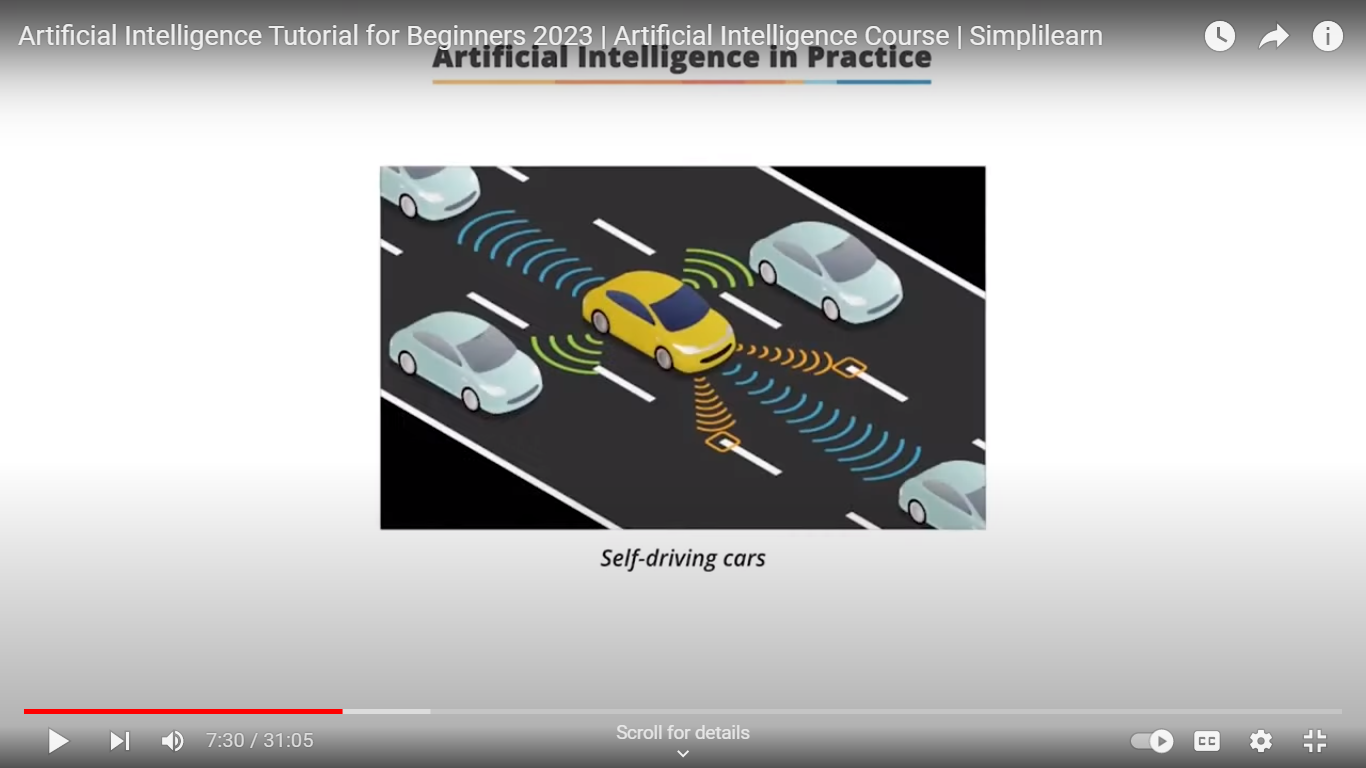 Artificial Intelligence Tutorial for Beginners 2023 | Artificial Intelligence Course | Simplilearn
Artificial Intelligence in Practice
Self-driving cars
Scroll for details
7:30 / 31:05
CC